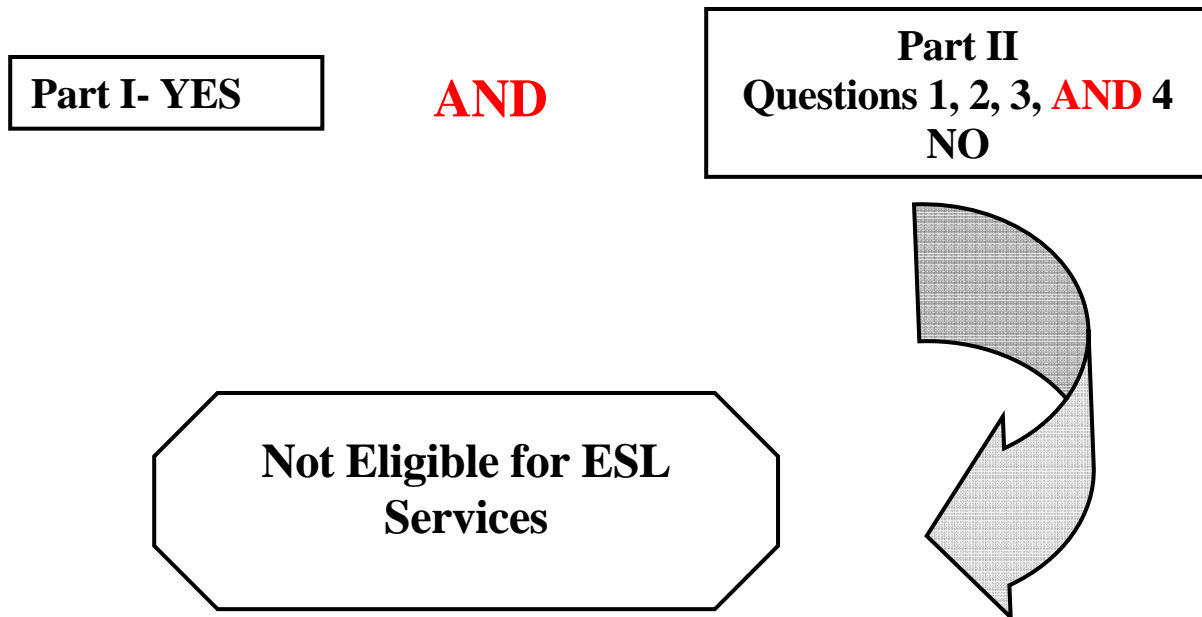 Part I- YES
AND
Part II
Questions 1, 2, 3, AND 4
NO
Not Eligible for ESL
Services